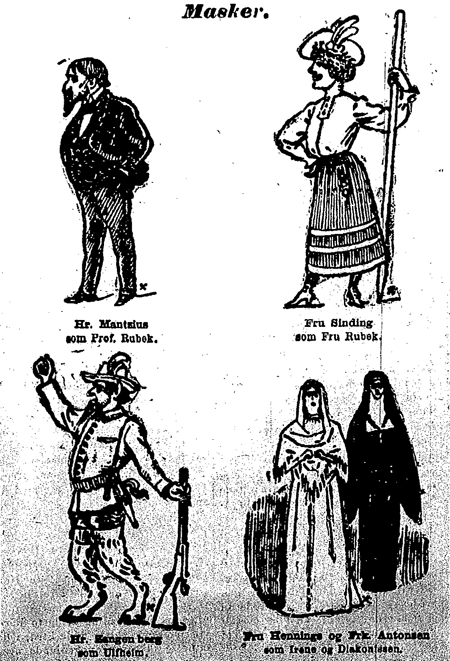 Masker.
Hr. Mantzius
som Prof. Rubek.
Fru Sinding
som Fru Rubek.
Hr. Zangenberg
som Ulfheim.
Fru Hennings og Frk. Antonsen
som Irene og Diakonissen.